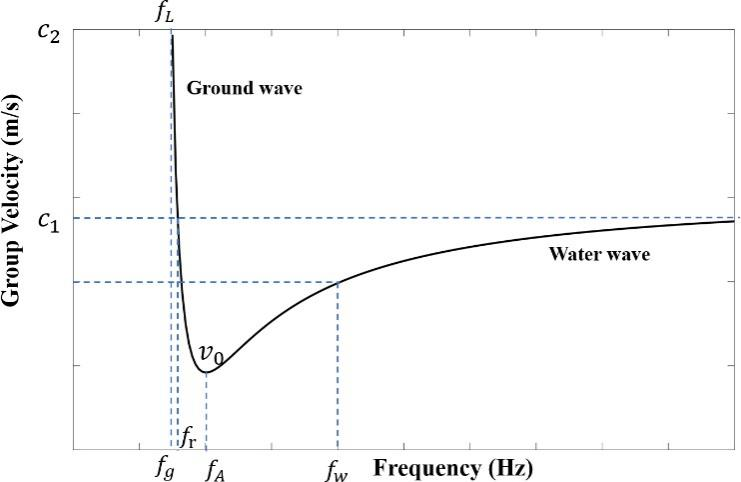 f_L
c_2
Ground wave
Group Velocity (m/s)
c_1
Water wave
v_0
f_r
f_g f_A f_w Frequency (Hz)